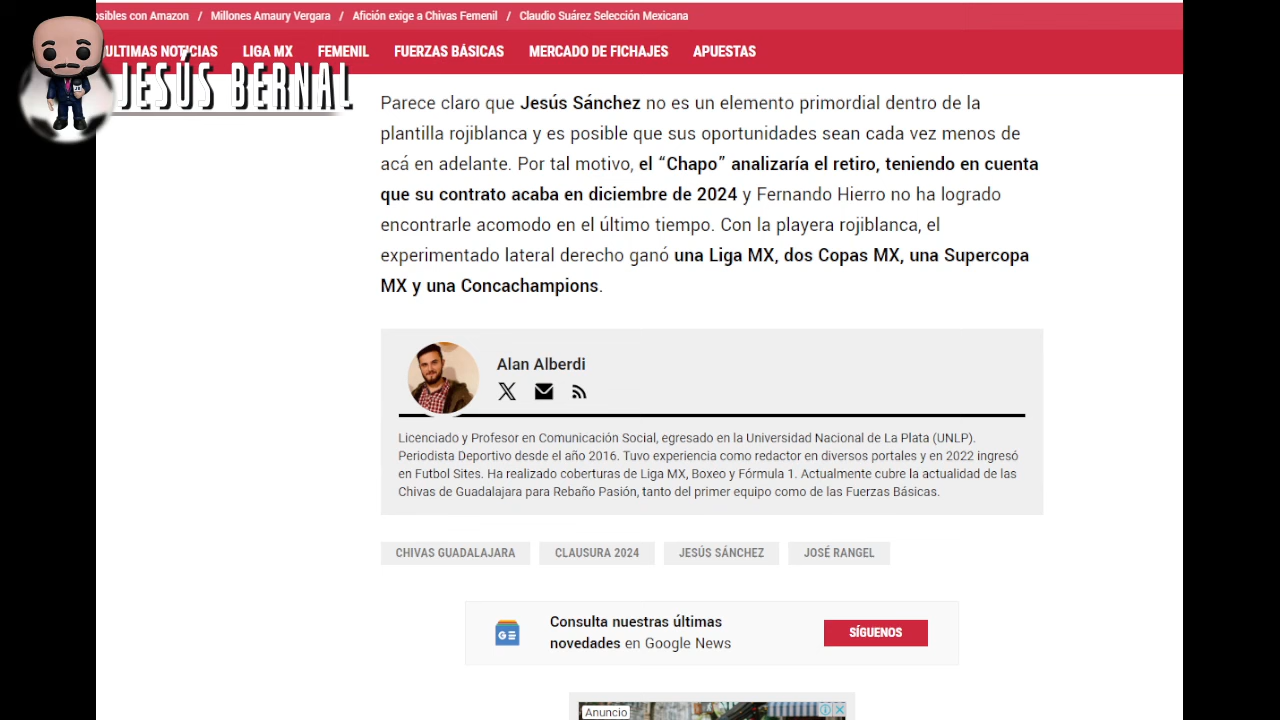 osibles con Amazon / Millones Amaury Vergara / Afición exige a Chivas Femenil / Claudio Suárez Selección Mexicana
ULTIMAS NOTICIAS LIGA MX FEMENIL FUERZAS BÁSICAS MERCADO DE FICHAJES APUESTAS
JESÚS BERNAL
Parece claro que Jesús Sánchez no es un elemento primordial dentro de la
plantilla rojiblanca y es posible que sus oportunidades sean cada vez menos de
acá en adelante. Por tal motivo, el “Chapo” analizaría el retiro, teniendo en cuenta
que su contrato acaba en diciembre de 2024 y Fernando Hierro no ha logrado
encontrarle acomodo en el último tiempo. Con la playera rojiblanca, el
experimentado lateral derecho ganó una Liga MX, dos Copas MX, una Supercopa
MX y una Concachampions.
Alan Alberdi
Licenciado y Profesor en Comunicación Social, egresado en la Universidad Nacional de La Plata (UNLP).
Periodista Deportivo desde el año 2016. Tuvo experiencia como redactor en diversos portales y en 2022 ingresó
en Futbol Sites. Ha realizado coberturas de Liga MX, Boxeo y Fórmula 1. Actualmente cubre la actualidad de las
Chivas de Guadalajara para Rebaño Pasión, tanto del primer equipo como de las Fuerzas Básicas.
CHIVAS GUADALAJARA CLAUSURA 2024 JESÚS SÁNCHEZ JOSÉ RANGEL
Consulta nuestras últimas
novedades en Google News
SÍGUENOS
Anuncio